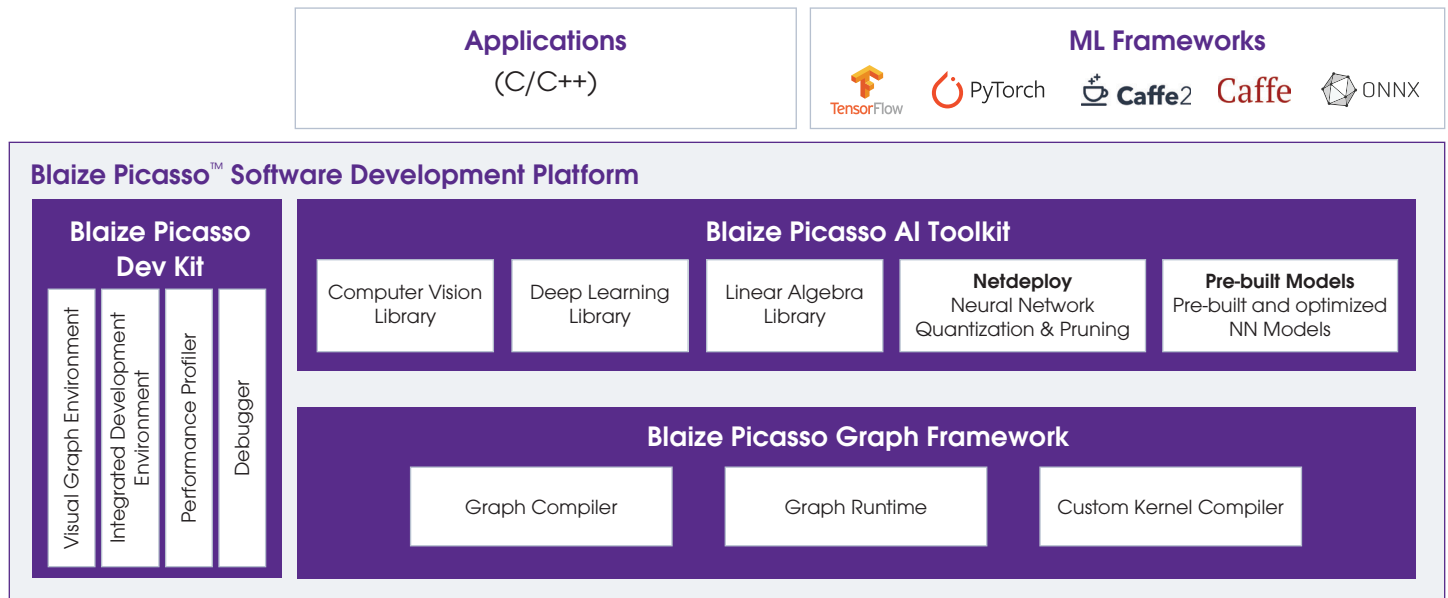 Applications
(C/C++)
ML Frameworks
TensorFlow
PyTorch
Caffe2
Caffe
ONNX
Blaize Picasso™ Software Development Platform
Blaize Picasso
Dev Kit
Visual Graph Environment
Integrated Development
Environment
Performance Profiler
Debugger
Blaize Picasso AI Toolkit
Computer Vision
Library
Deep Learning
Library
Linear Algebra
Library
Netdeploy
Neural Network
Quantization & Pruning
Pre-built Models
Pre-built and optimized
NN Models
Blaize Picasso Graph Framework
Graph Compiler
Graph Runtime
Custom Kernel Compiler